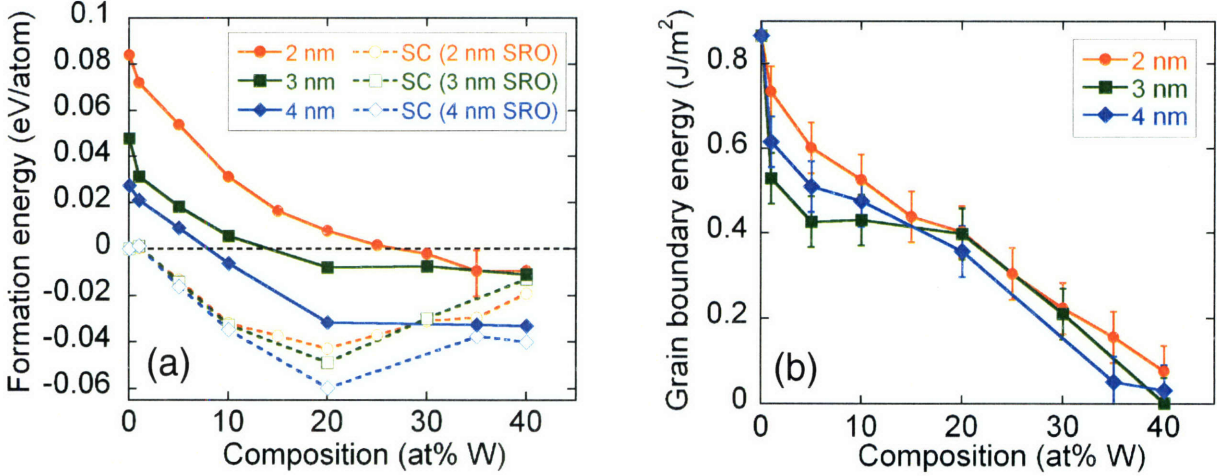 0.1
0.08
0.06
0.04
0.02
0
-0.02
-0.04
-0.06
Formation energy (eV/atom)
2 nm
3 nm
4 nm
SC (2 nm SRO)
SC (3 nm SRO)
SC (4 nm SRO)
(a)
0 10 20 30 40
Composition (at% W)
0.8
0.6
0.4
0.2
0
Grain boundary energy (J/m²)
2 nm
3 nm
4 nm
(b)
0 10 20 30 40
Composition (at% W)